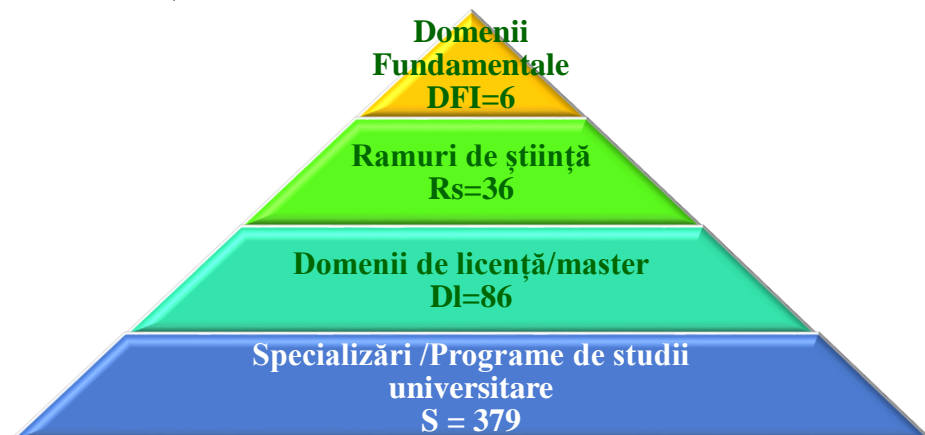 Domenii
Fundamentale
DFI=6
Ramuri de știință
Rs=36
Domenii de licență/master
Dl=86
Specializări /Programe de studii
universitare
S = 379